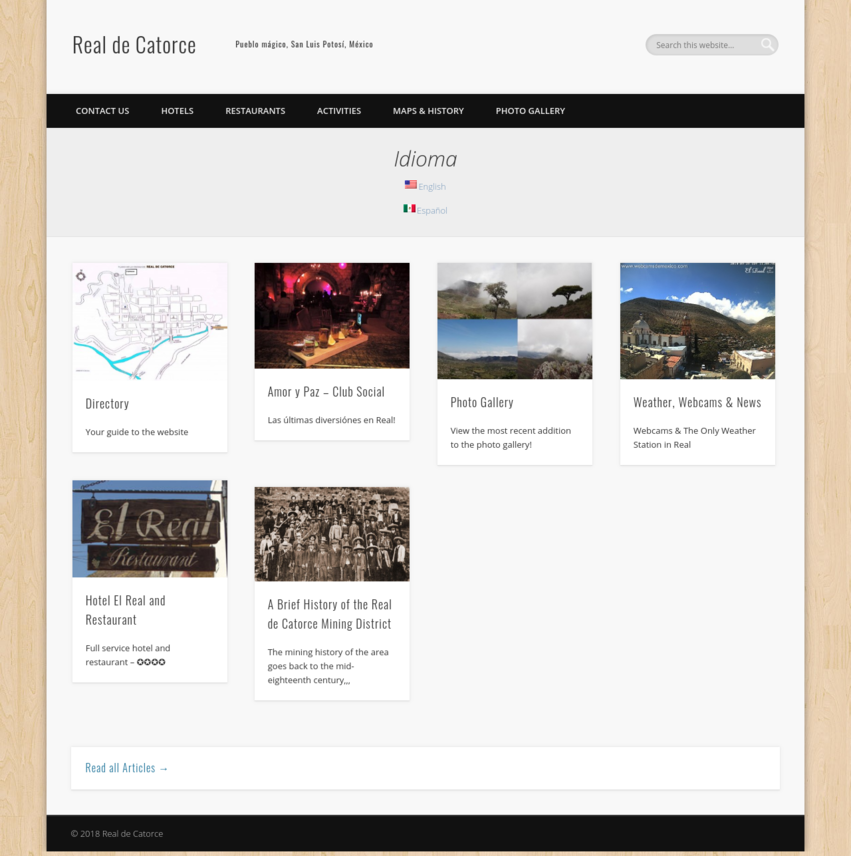 Real de Catorce
Pueblo mágico, San Luis Potosí, México
Search this website...
CONTACT US
HOTELS
RESTAURANTS
ACTIVITIES
MAPS & HISTORY
PHOTO GALLERY
Idioma
English
Español
REAL DE CATORCE
Directory
Your guide to the website
Amor y Paz – Club Social
Las últimas diversiónes en Real!
Photo Gallery
View the most recent addition
to the photo gallery!
El Real
Weather, Webcams & News
Webcams & The Only Weather
Station in Real
El Real
Restaurant
Hotel El Real and
Restaurant
Full service hotel and
restaurant – ✪✪✪✪
A Brief History of the Real
de Catorce Mining District
The mining history of the area
goes back to the mid-
eighteenth century,,,
Read all Articles →
© 2018 Real de Catorce